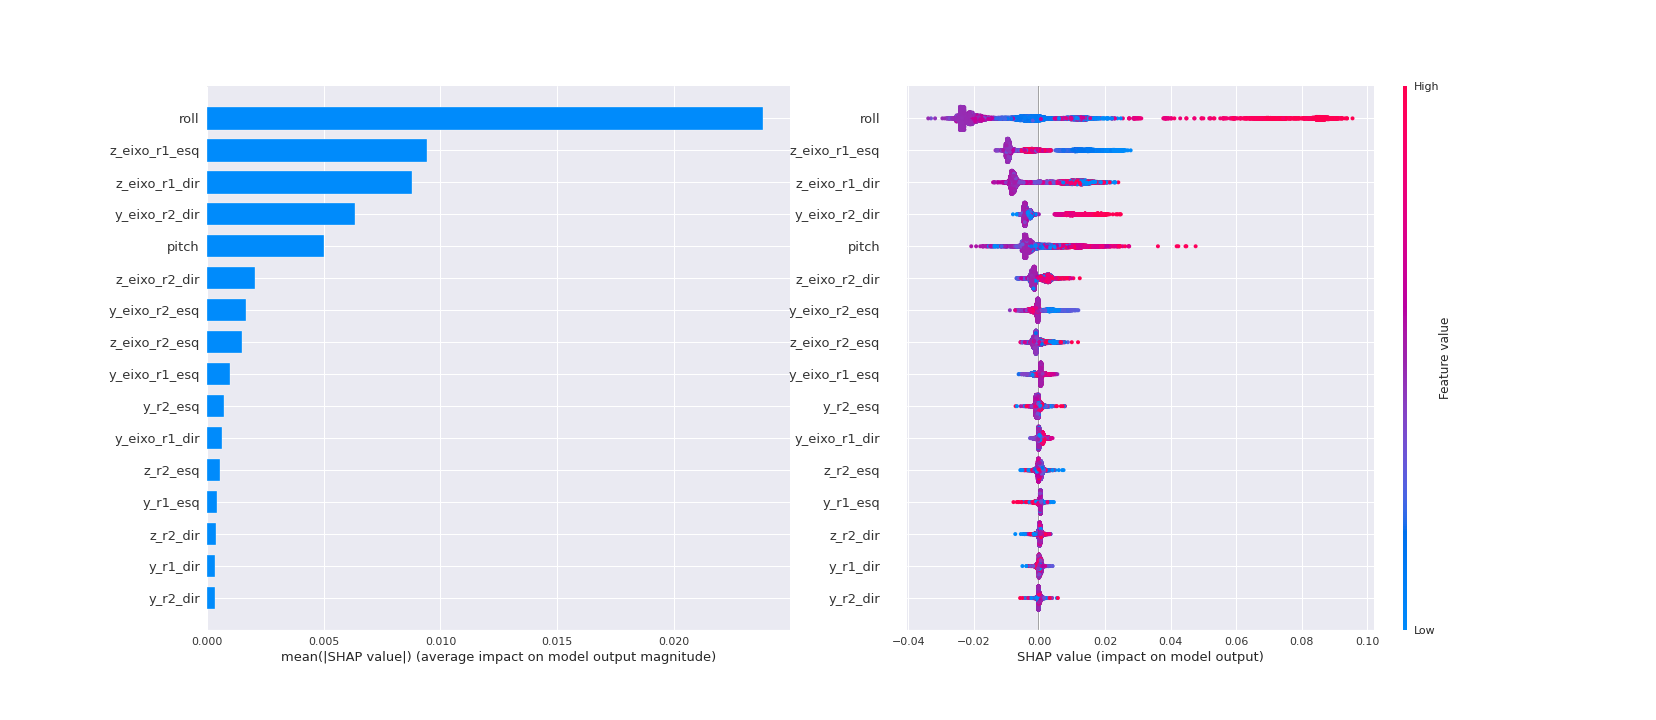 roll
z_eixo_r1_esq
z_eixo_r1_dir
y_eixo_r2_dir
pitch
z_eixo_r2_dir
y_eixo_r2_esq
z_eixo_r2_esq
y_eixo_r1_esq
y_r2_esq
y_eixo_r1_dir
z_r2_esq
y_r1_esq
z_r2_dir
y_r1_dir
y_r2_dir
0.000 0.005 0.010 0.015 0.020
mean(|SHAP value|) (average impact on model output magnitude)
roll
z_eixo_r1_esq
z_eixo_r1_dir
y_eixo_r2_dir
pitch
z_eixo_r2_dir
y_eixo_r2_esq
z_eixo_r2_esq
y_eixo_r1_esq
y_r2_esq
y_eixo_r1_dir
z_r2_esq
y_r1_esq
z_r2_dir
y_r1_dir
y_r2_dir
−0.04 −0.02 0.00 0.02 0.04 0.06 0.08 0.10
SHAP value (impact on model output)
High
Feature value
Low